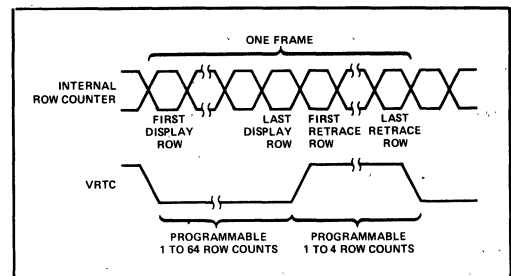 ONE FRAME
INTERNAL
ROW COUNTER
FIRST
DISPLAY
ROW
LAST
DISPLAY
ROW
FIRST
RETRACE
ROW
LAST
RETRACE
ROW
VRTC
PROGRAMMABLE
1 TO 64 ROW COUNTS
PROGRAMMABLE
1 TO 4 ROW COUNTS